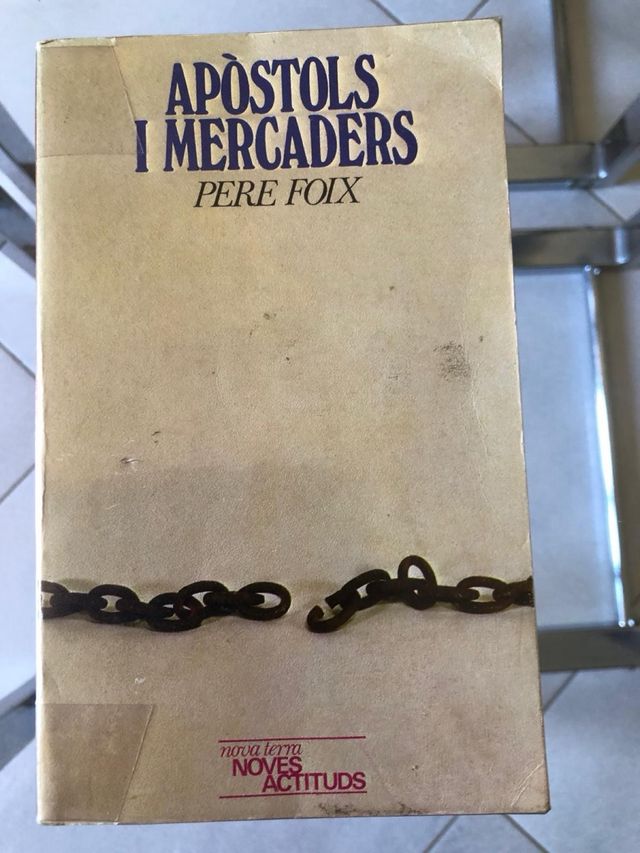 APÒSTOLS
I MERCADERS
PERE FOIX
nova terra
NOVES
ACTITUDS